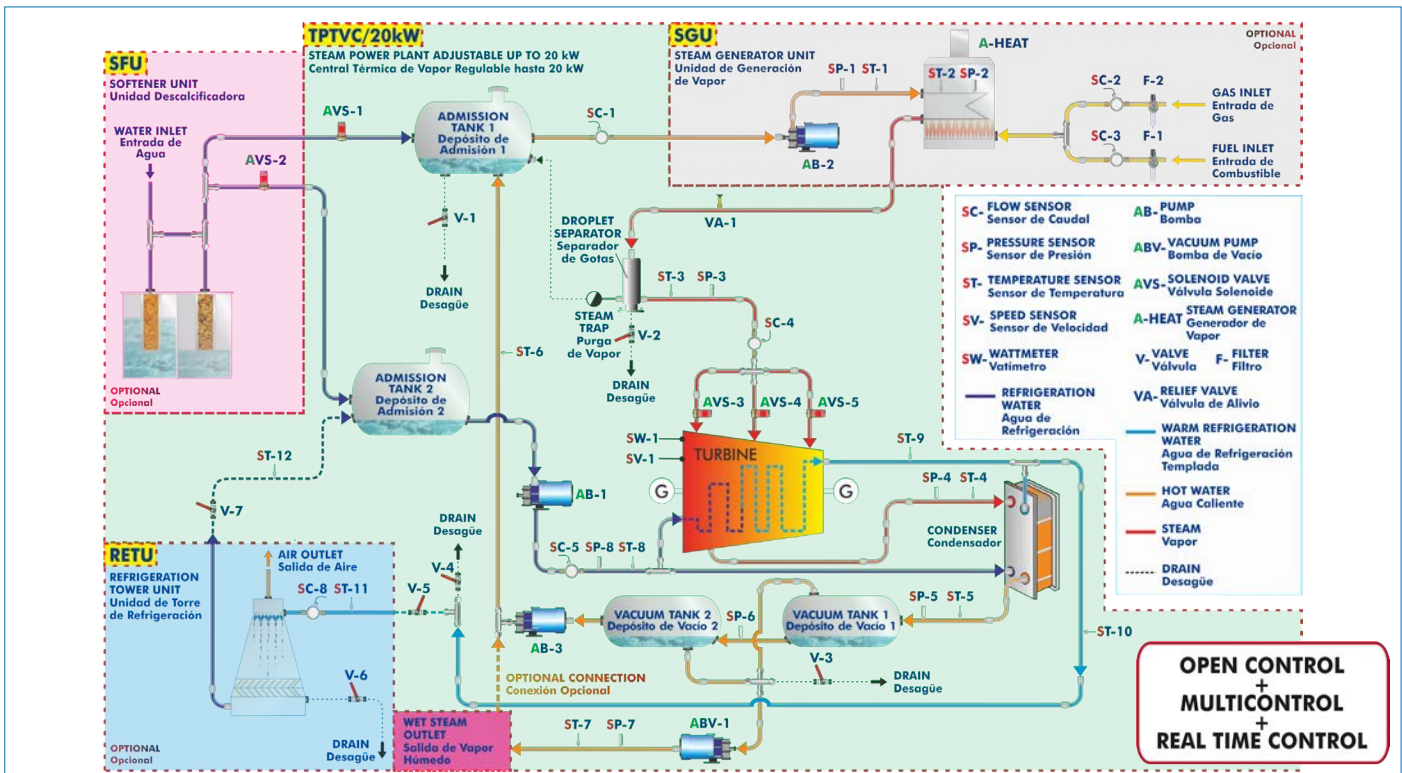 TPTVC/20kW
STEAM POWER PLANT ADJUSTABLE UP TO 20 kW
Central Térmica de Vapor Regulable hasta 20 kW
SGU
STEAM GENERATOR UNIT
Unidad de Generación
de Vapor
A-HEAT
OPTIONAL
Opcional
SFU
SOFTENER UNIT
Unidad Descalcificadora
WATER INLET
Entrada de
Agua
AVS-1
AVS-2
ADMISSION
TANK 1
Depósito de
Admisión 1
SC-1
SP-1 ST-1
AB-2
ST-2 SP-2
SC-2 F-2
GAS INLET
Entrada de
Gas
SC-3 F-1
FUEL INLET
Entrada de
Combustible
V-1
DRAIN
Desagüe
VA-1
DROPLET
SEPARATOR
Separador
de Gotas
ST-3 SP-3
STEAM
TRAP
Purga
de Vapor
V-2
DRAIN
Desagüe
SC-4
ST-6
OPTIONAL
Opcional
ADMISSION
TANK 2
Depósito de
Admisión 2
AVS-3 AVS-4 AVS-5
SW-1
SV-1
TURBINE
G
G
ST-9
SP-4 ST-4
CONDENSER
Condensador
ST-12
V-7
AB-1
SC-5 SP-8 ST-8
DRAIN
Desagüe
V-4
V-5
RETU
REFRIGERATION
TOWER UNIT
Unidad de Torre
de Refrigeración
AIR OUTLET
Salida de Aire
SC-8 ST-11
V-6
DRAIN
Desagüe
OPTIONAL
Opcional
AB-3
VACUUM TANK 2
Depósito de Vacío 2
SP-6
VACUUM TANK 1
Depósito de Vacío 1
SP-5 ST-5
ST-10
V-3
DRAIN
Desagüe
OPTIONAL CONNECTION
Conexión Opcional
WET STEAM
OUTLET
Salida de Vapor
Húmedo
ST-7 SP-7
ABV-1
SC- FLOW SENSOR
Sensor de Caudal
SP- PRESSURE SENSOR
Sensor de Presión
ST- TEMPERATURE SENSOR
Sensor de Temperatura
SV- SPEED SENSOR
Sensor de Velocidad
SW- WATTMETER
Vatímetro
REFRIGERATION
WATER
Agua de
Refrigeración
AB- PUMP
Bomba
ABV- VACUUM PUMP
Bomba de Vacío
AVS- SOLENOID VALVE
Válvula Solenoide
A-HEAT STEAM GENERATOR
Generador de
Vapor
V- VALVE F- FILTER
Válvula Filtro
VA- RELIEF VALVE
Válvula de Alivio
WARM REFRIGERATION
WATER
Agua de Refrigeración
Templada
HOT WATER
Agua Caliente
STEAM
Vapor
DRAIN
Desagüe
OPEN CONTROL
+
MULTICONTROL
+
REAL TIME CONTROL